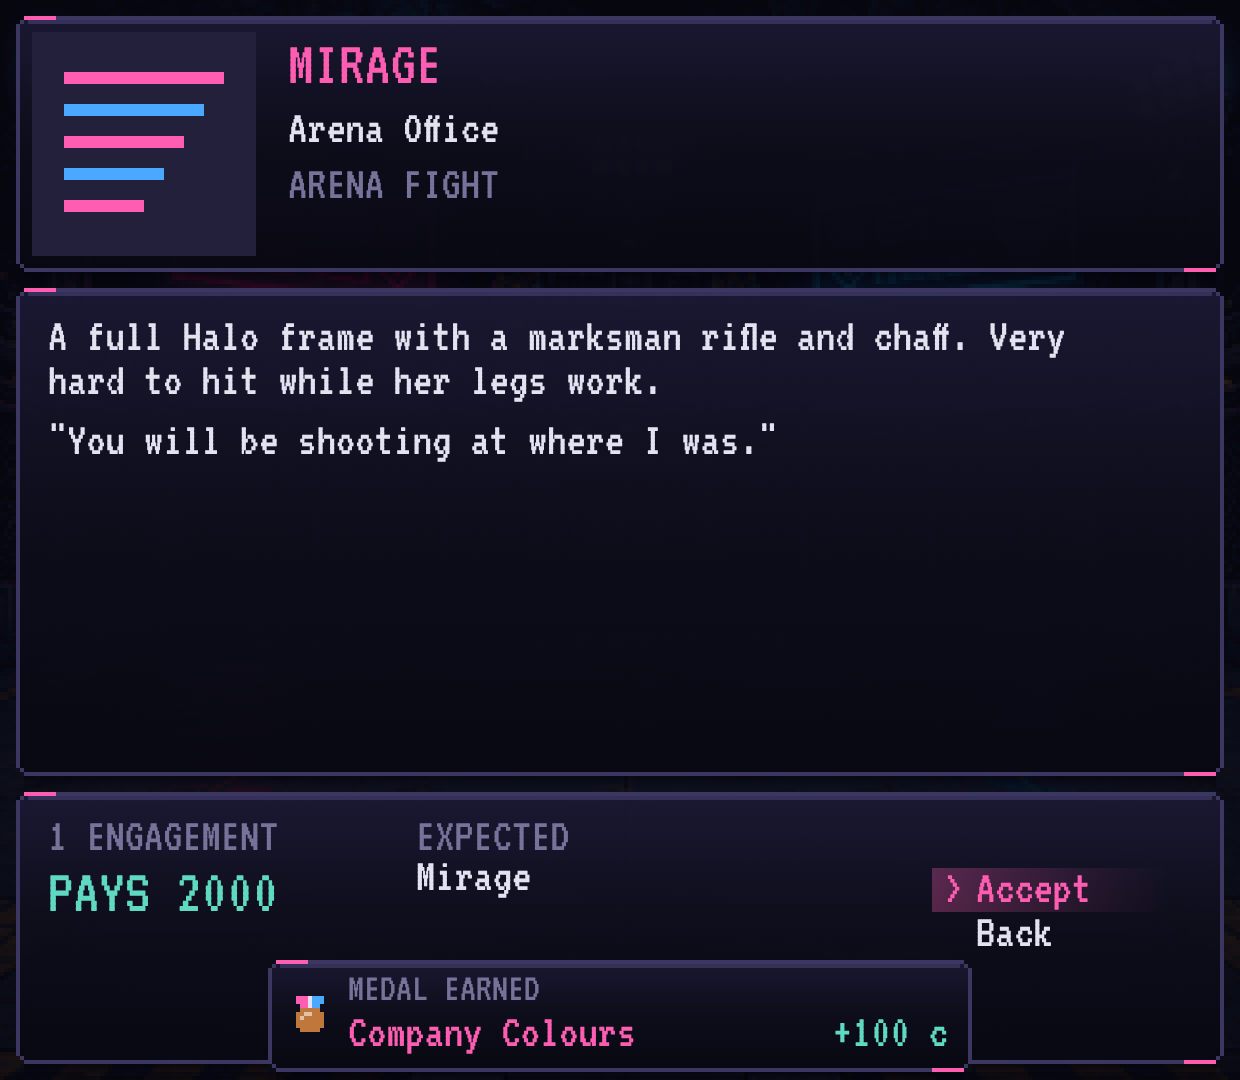 MIRAGE
Arena Office
ARENA FIGHT
A full Halo frame with a marksman rifle and chaff. Very
hard to hit while her legs work.
"You will be shooting at where I was."
1 ENGAGEMENT
PAYS 2000
EXPECTED
Mirage
> Accept
Back
MEDAL EARNED
Company Colours
+100 c